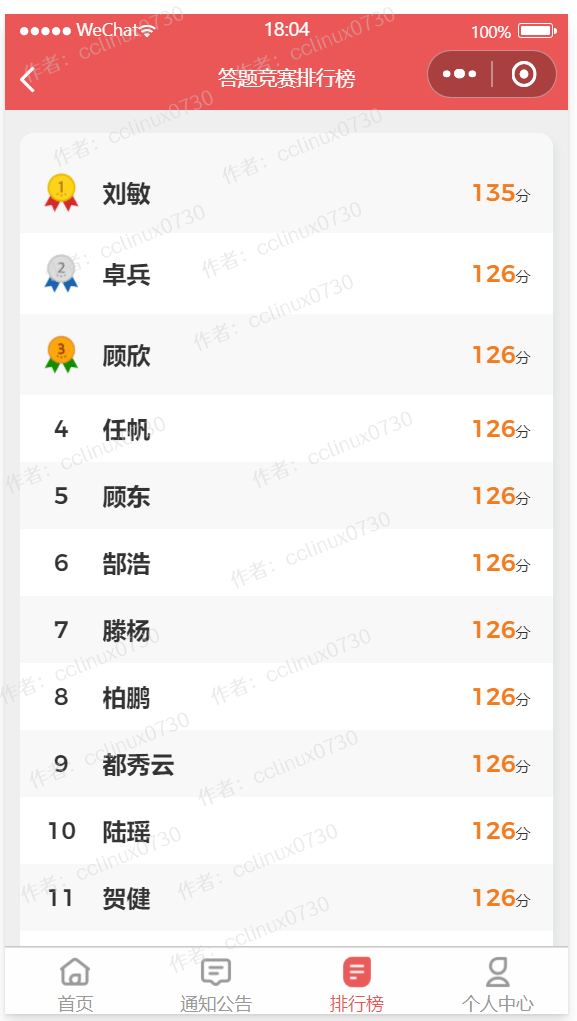 WeChat 18:04 100%
答题竞赛排行榜
1 刘敏 135分
2 卓兵 126分
3 顾欣 126分
4 任帆 126分
5 顾东 126分
6 郜浩 126分
7 滕杨 126分
8 柏鹏 126分
9 都秀云 126分
10 陆瑶 126分
11 贺健 126分
首页 通知公告 排行榜 个人中心
作者：cclinux0730